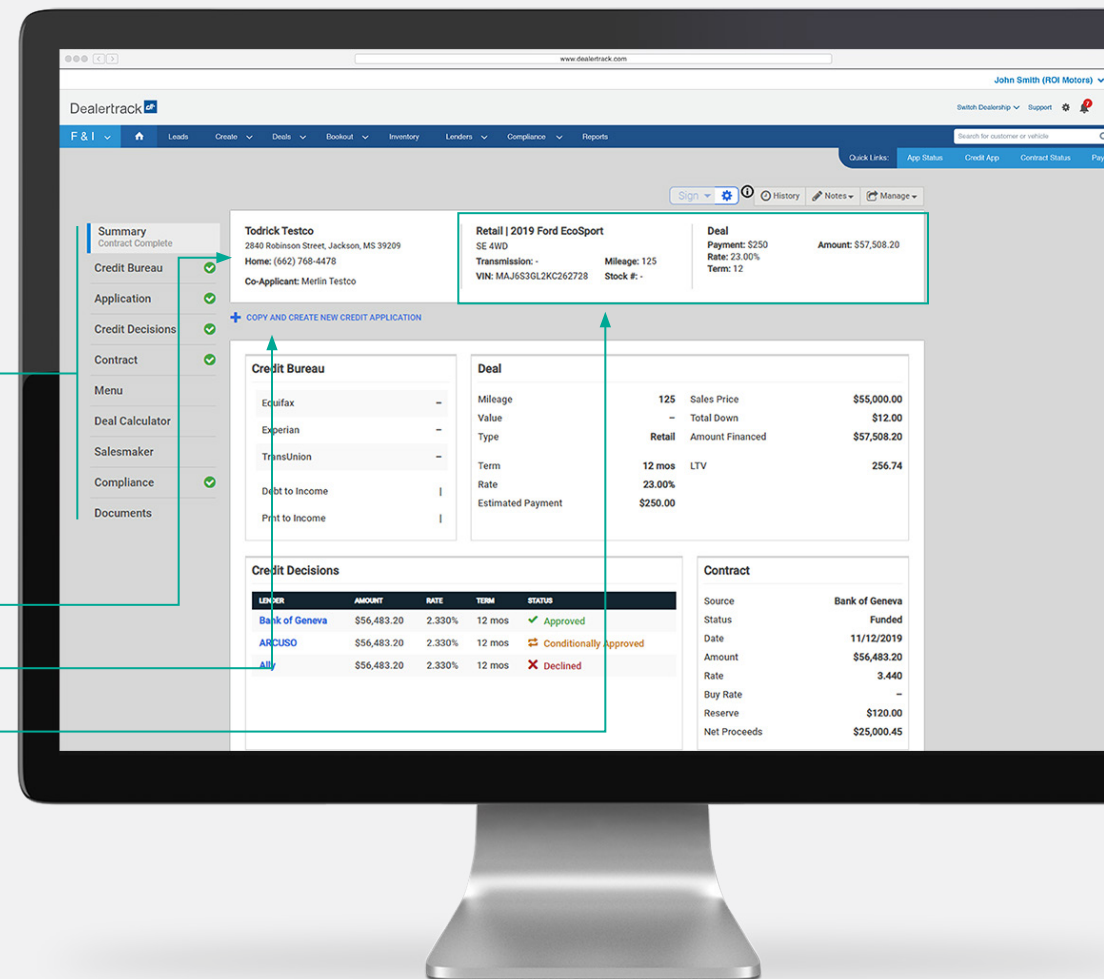 www.dealertrack.com
John Smith (ROI Motors)
Dealertrack dt
Switch Dealership Support 7
F & I Leads Create Deals Bookout Inventory Lenders Compliance Reports Search for customer or vehicle
Quick Links: App Status Credit App Contract Status Pay
Sign History Notes Manage
Summary
Contract Complete
Credit Bureau
Application
Credit Decisions
Contract
Menu
Deal Calculator
Salesmaker
Compliance
Documents
Todrick Testco
2840 Robinson Street, Jackson, MS 39209
Home: (662) 768-4478
Co-Applicant: Merlin Testco
Retail | 2019 Ford EcoSport
SE 4WD
Transmission: - Mileage: 125
VIN: MAJ6S3GL2KC262728 Stock #: -
Deal
Payment: $250 Amount: $57,508.20
Rate: 23.00%
Term: 12
COPY AND CREATE NEW CREDIT APPLICATION
Credit Bureau
Equifax –
Experian –
TransUnion –
Debt to Income |
Pmt to Income |
Deal
Mileage 125 Sales Price $55,000.00
Value – Total Down $12.00
Type Retail Amount Financed $57,508.20
Term 12 mos LTV 256.74
Rate 23.00%
Estimated Payment $250.00
Credit Decisions
LENDER AMOUNT RATE TERM STATUS
Bank of Geneva $56,483.20 2.330% 12 mos Approved
ARCUSO $56,483.20 2.330% 12 mos Conditionally Approved
Ally $56,483.20 2.330% 12 mos Declined
Contract
Source Bank of Geneva
Status Funded
Date 11/12/2019
Amount $56,483.20
Rate 3.440
Buy Rate –
Reserve $120.00
Net Proceeds $25,000.45